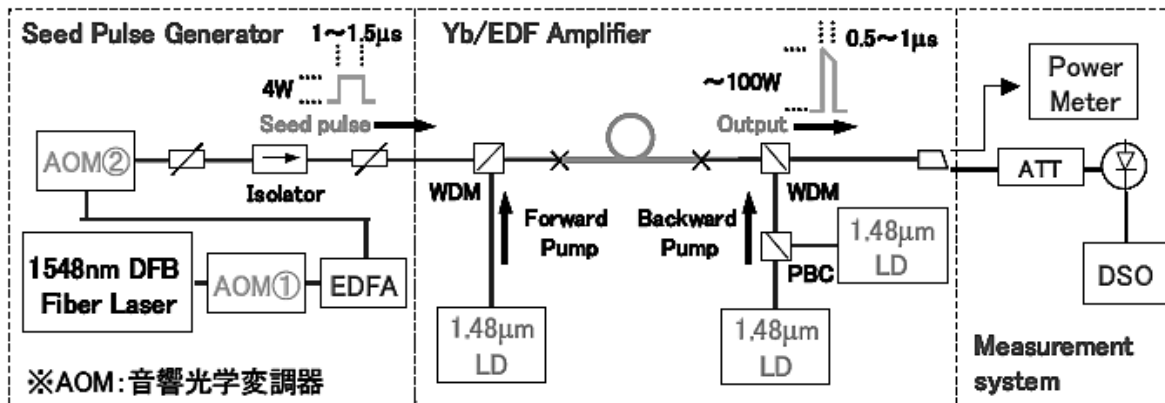 Seed Pulse Generator
1～1.5μs
4W
Seed pulse
AOM②
Isolator
1548nm DFB
Fiber Laser
AOM①
EDFA
※AOM:音響光学変調器
Yb/EDF Amplifier
0.5～1μs
～100W
Output
WDM
WDM
Forward
Pump
Backward
Pump
PBC
1.48μm
LD
1.48μm
LD
1.48μm
LD
Power
Meter
ATT
DSO
Measurement
system